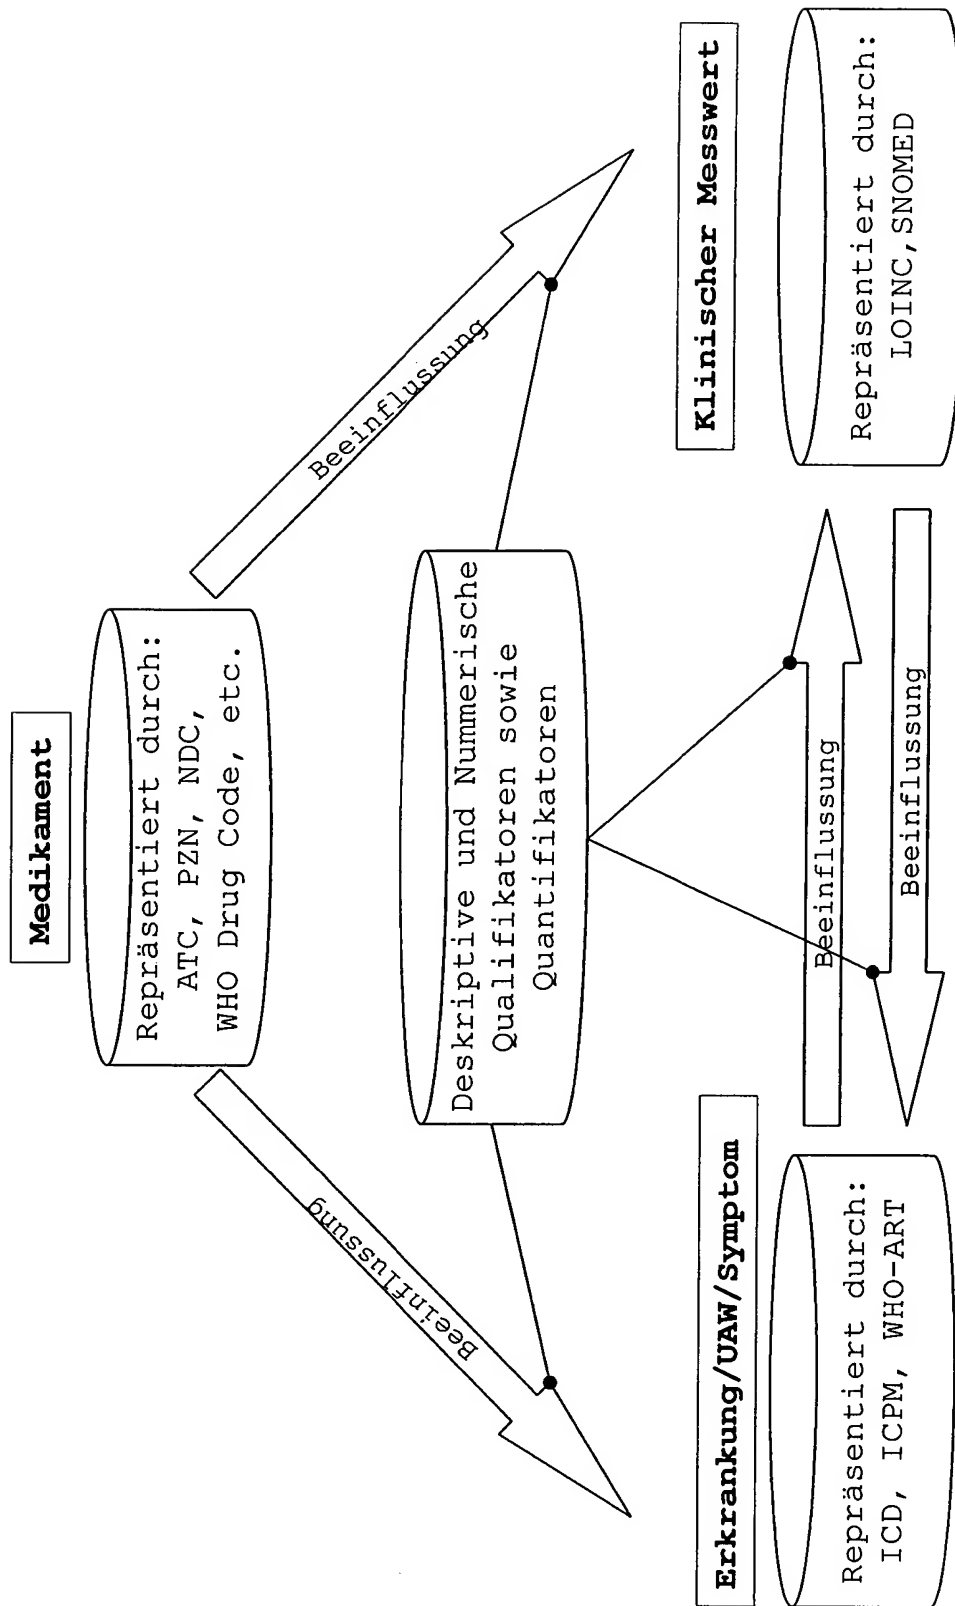 Medikament
Repräsentiert durch:
ATC, PZN, NDC,
WHO Drug Code, etc.
Beeinflussung
Beeinflussung
Deskriptive und Nummerische
Qualifikatoren sowie
Quantifikatoren
Erkrankung/UAW/Symptom
Repräsentiert durch:
ICD, ICPM, WHO-ART
Beeinflussung
Beeinflussung
Klinischer Messwert
Repräsentiert durch:
LOINC, SNOMED